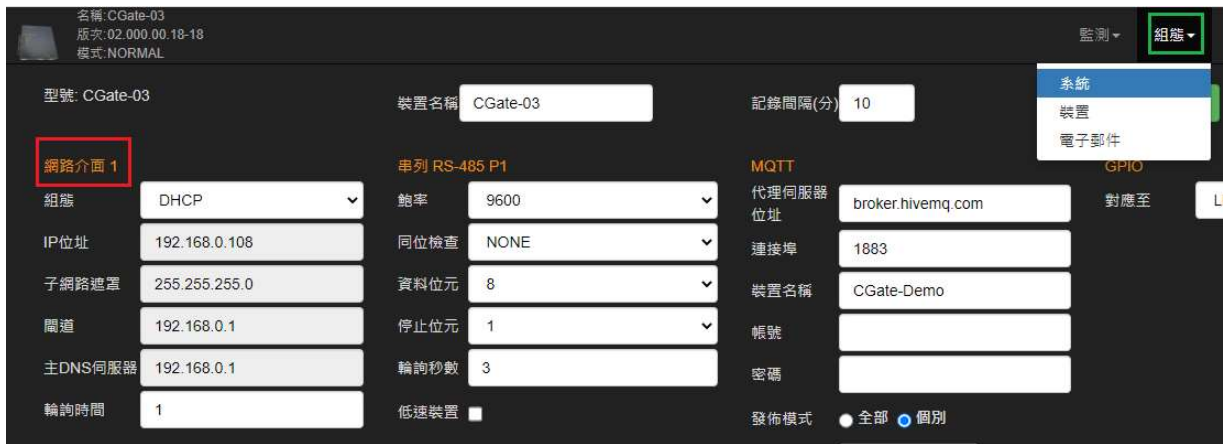 名稱:CGate-03
版次:02.000.00.18-18
模式:NORMAL
監測
組態
系統
裝置
電子郵件
型號: CGate-03
裝置名稱 CGate-03
記錄間隔(分) 10
網路介面 1
組態 DHCP
IP位址 192.168.0.108
子網路遮罩 255.255.255.0
閘道 192.168.0.1
主DNS伺服器 192.168.0.1
輪詢時間 1
串列 RS-485 P1
鮑率 9600
同位檢查 NONE
資料位元 8
停止位元 1
輪詢秒數 3
低速裝置
MQTT
代理伺服器
位址 broker.hivemq.com
連接埠 1883
裝置名稱 CGate-Demo
帳號
密碼
發佈模式 全部 個別
GPIO
對應至